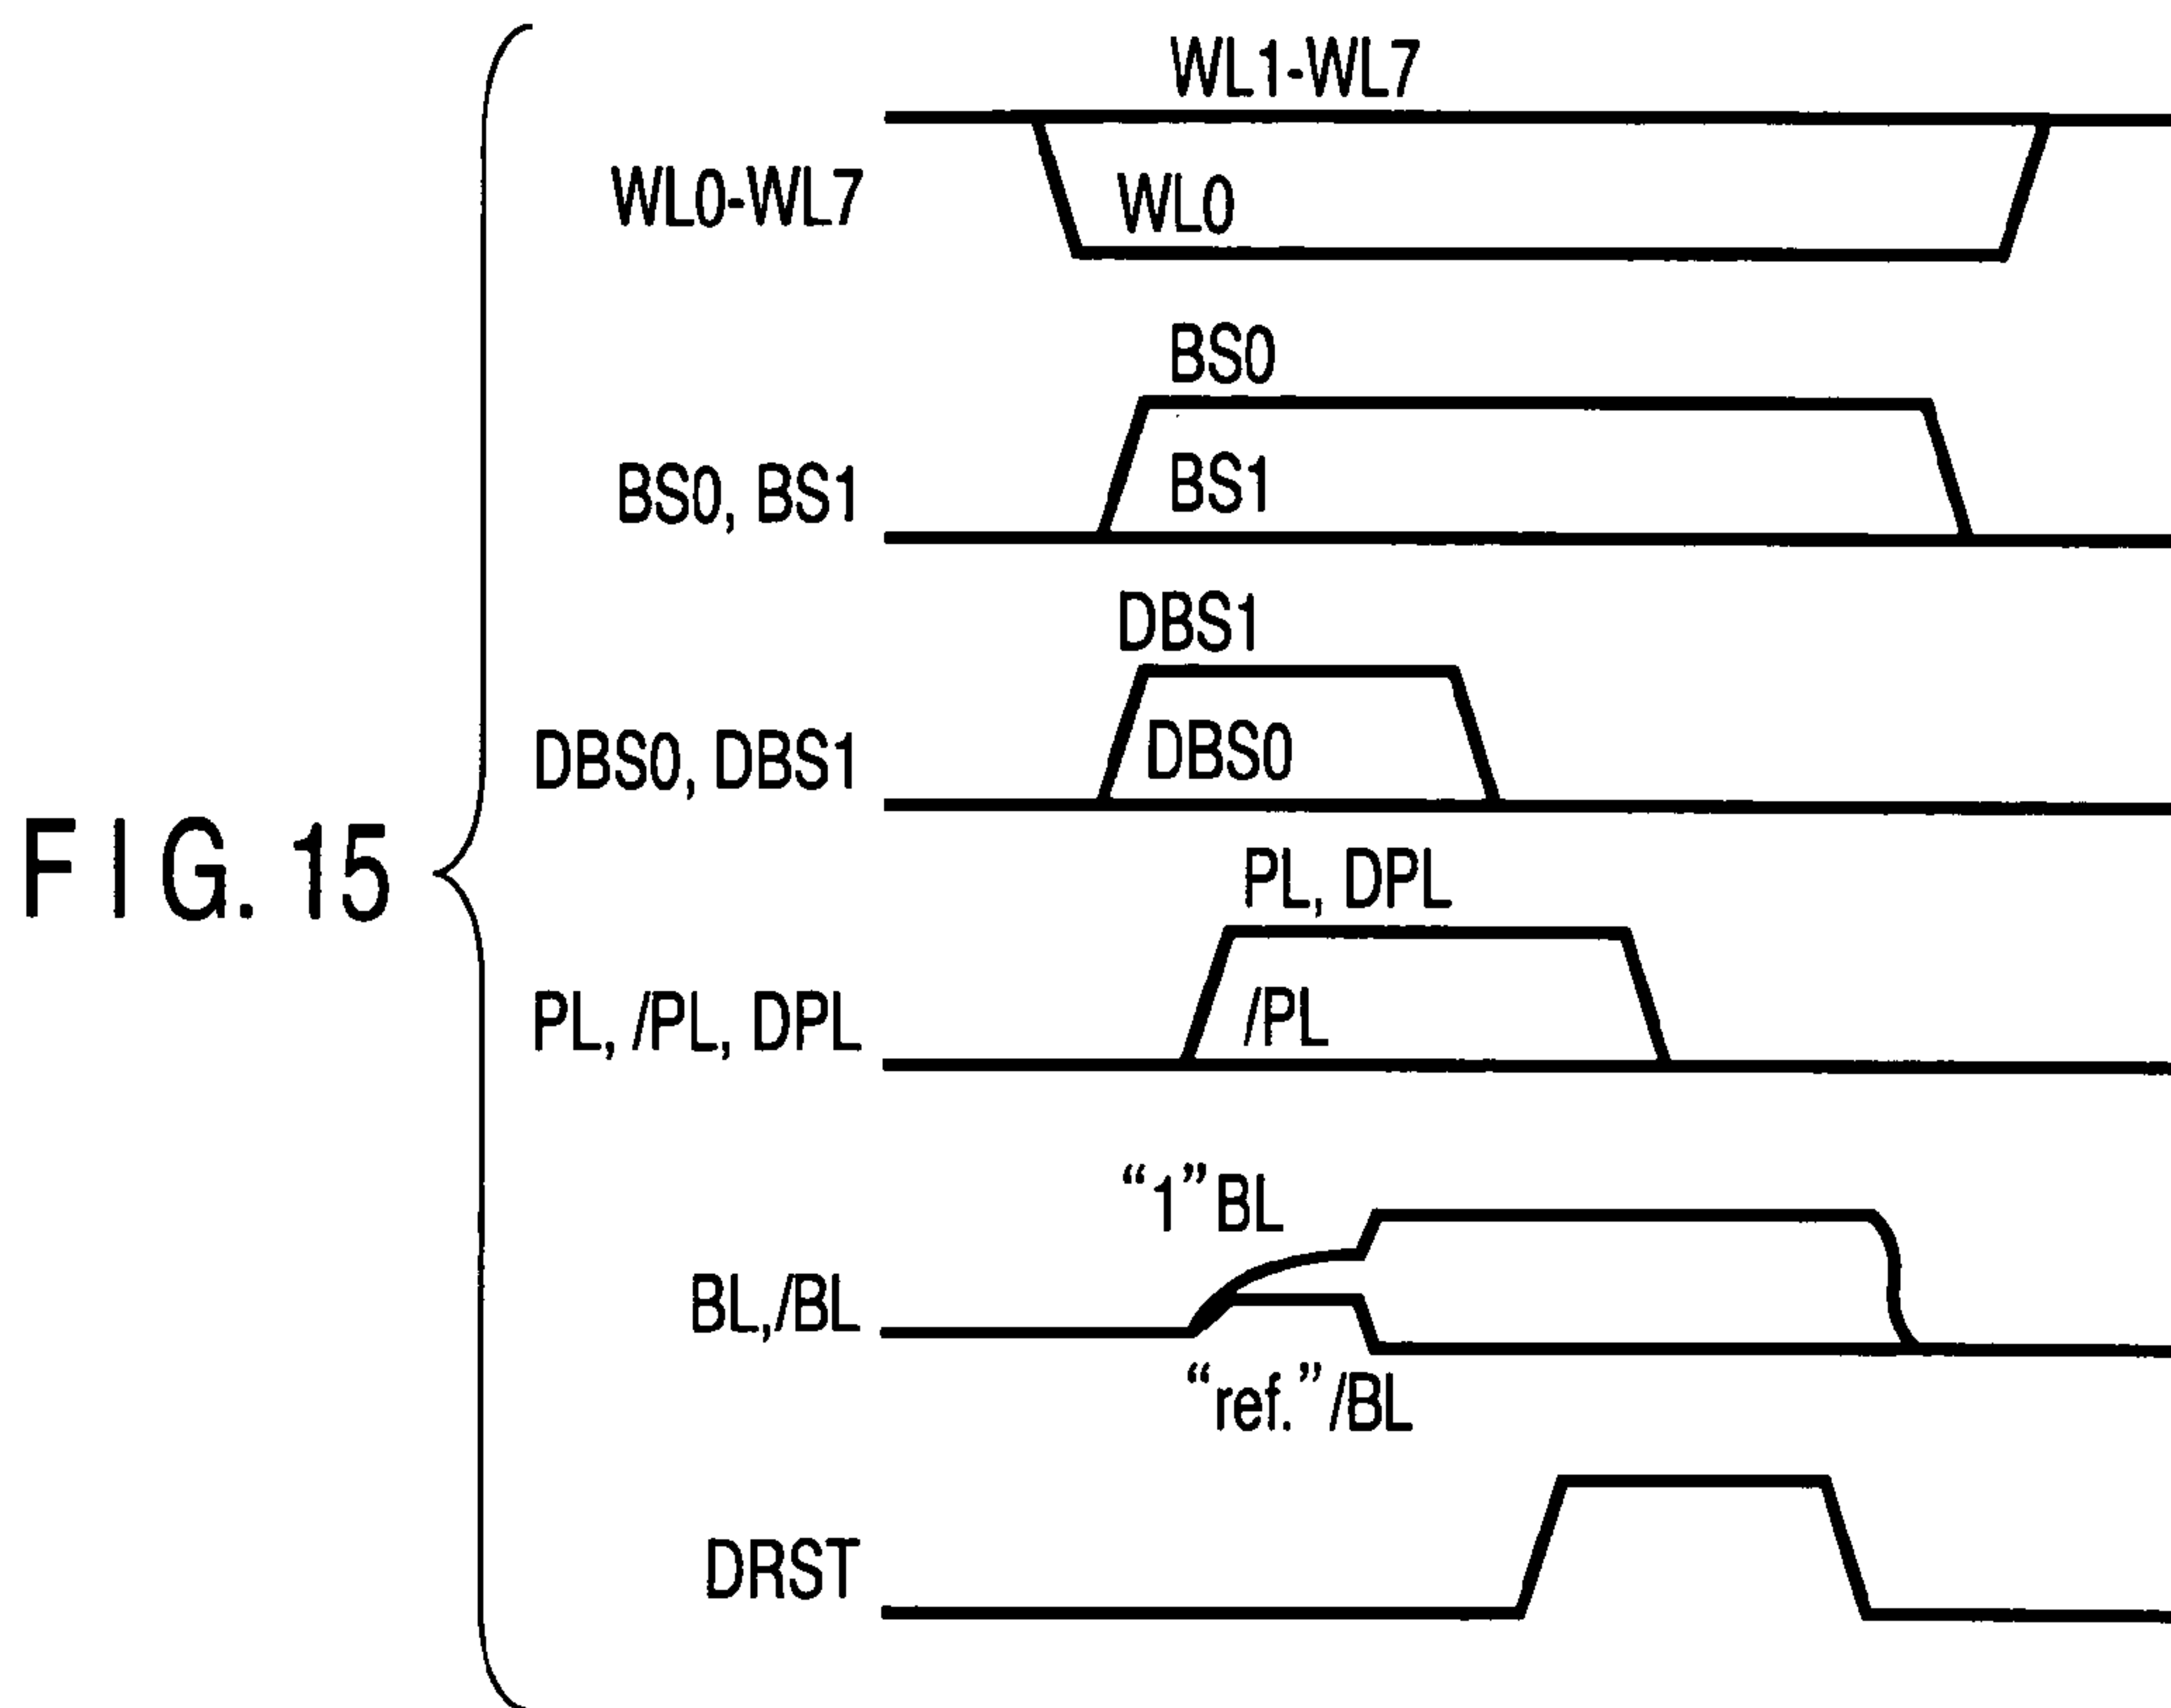 FIG. 15
WL1-WL7
WL0-WL7
WL0
BS0
BS0, BS1
BS1
DBS1
DBS0, DBS1
DBS0
PL, DPL
PL, /PL, DPL
/PL
“1”BL
BL,/BL
“ref.”/BL
DRST